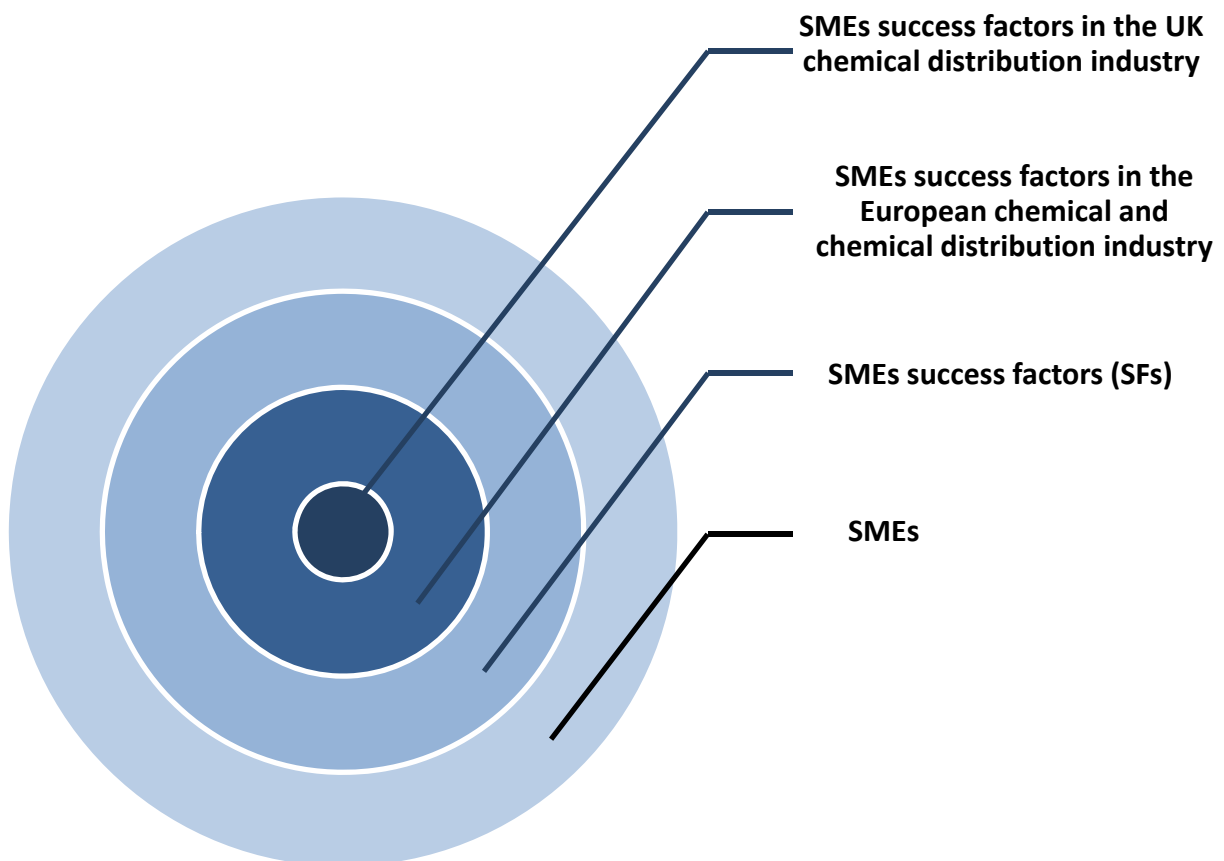 SMEs success factors in the UK
chemical distribution industry
SMEs success factors in the
European chemical and
chemical distribution industry
SMEs success factors (SFs)
SMEs